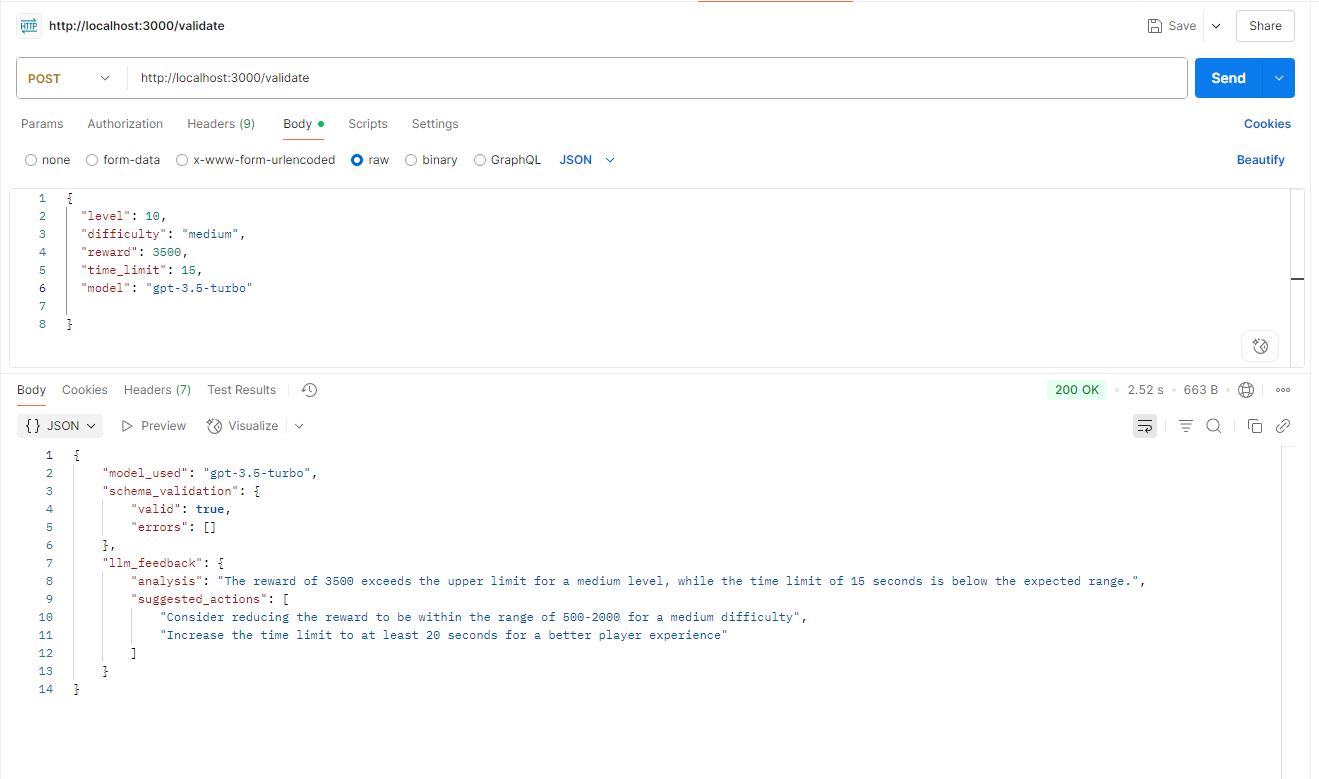 HTTP http://localhost:3000/validate Save Share
POST http://localhost:3000/validate Send
Params Authorization Headers (9) Body Scripts Settings Cookies
none form-data x-www-form-urlencoded raw binary GraphQL JSON Beautify
1 {
2 "level": 10,
3 "difficulty": "medium",
4 "reward": 3500,
5 "time_limit": 15,
6 "model": "gpt-3.5-turbo"
7
8 }
Body Cookies Headers (7) Test Results 200 OK • 2.52 s • 663 B •
{} JSON Preview Visualize
1 {
2 "model_used": "gpt-3.5-turbo",
3 "schema_validation": {
4 "valid": true,
5 "errors": []
6 },
7 "llm_feedback": {
8 "analysis": "The reward of 3500 exceeds the upper limit for a medium level, while the time limit of 15 seconds is below the expected range.",
9 "suggested_actions": [
10 "Consider reducing the reward to be within the range of 500-2000 for a medium difficulty",
11 "Increase the time limit to at least 20 seconds for a better player experience"
12 ]
13 }
14 }